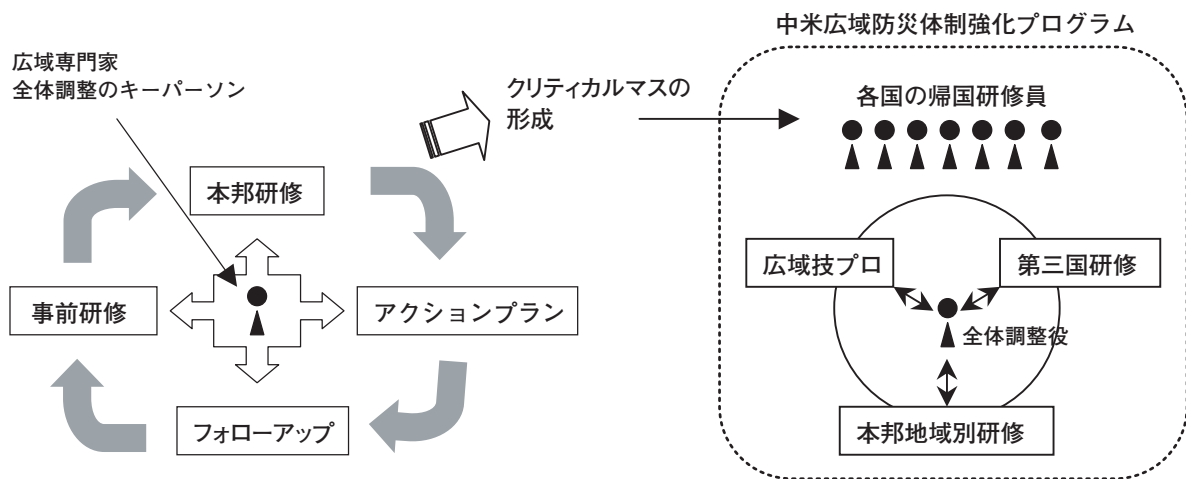 中米広域防災体制強化プログラム
広域専門家
全体調整のキーパーソン
クリティカルマスの
形成
各国の帰国研修員
本邦研修
事前研修
アクションプラン
フォローアップ
広域技プロ
第三国研修
全体調整役
本邦地域別研修